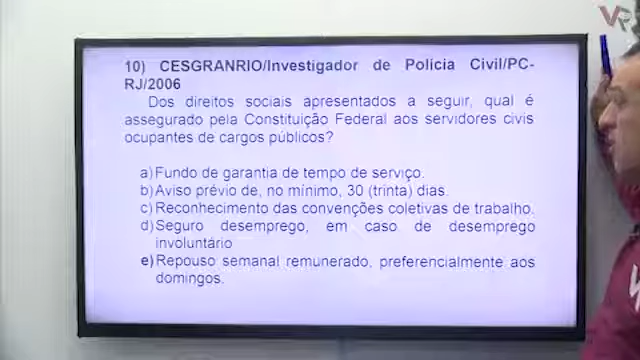 VR
10) CESGRANRIO/Investigador de Polícia Civil/PC-
RJ/2006
Dos direitos sociais apresentados a seguir, qual é
assegurado pela Constituição Federal aos servidores civis
ocupantes de cargos públicos?
a) Fundo de garantia de tempo de serviço.
b) Aviso prévio de, no mínimo, 30 (trinta) dias.
c) Reconhecimento das convenções coletivas de trabalho.
d) Seguro desemprego, em caso de desemprego
involuntário
e) Repouso semanal remunerado, preferencialmente aos
domingos.